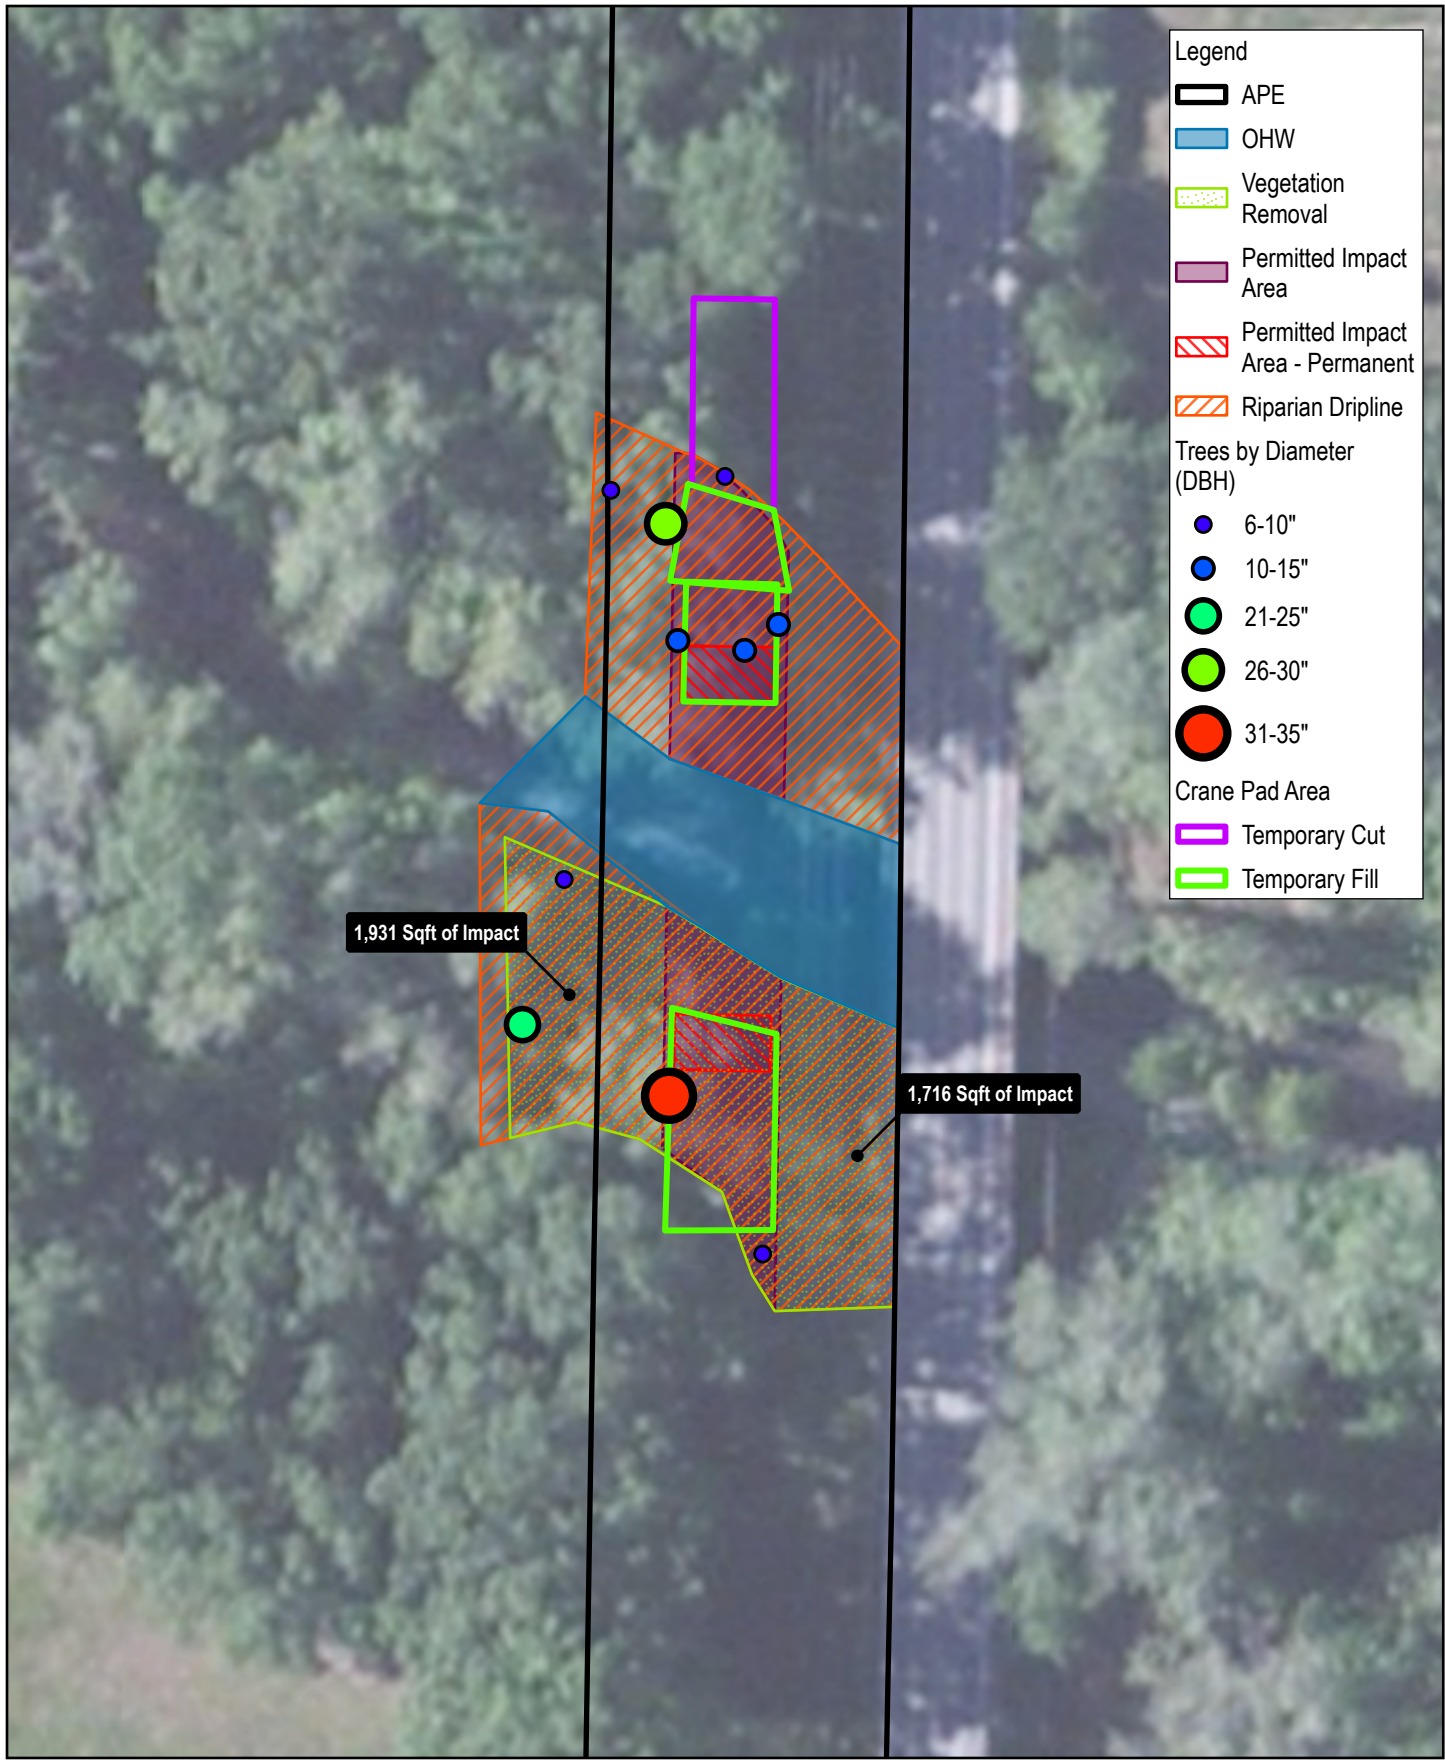 Legend
APE
OHW
Vegetation
Removal
Permitted Impact
Area
Permitted Impact
Area - Permanent
Riparian Dripline
Trees by Diameter
(DBH)
6-10"
10-15"
21-25"
26-30"
31-35"
Crane Pad Area
Temporary Cut
Temporary Fill
1,931 Sqft of Impact
1,716 Sqft of Impact